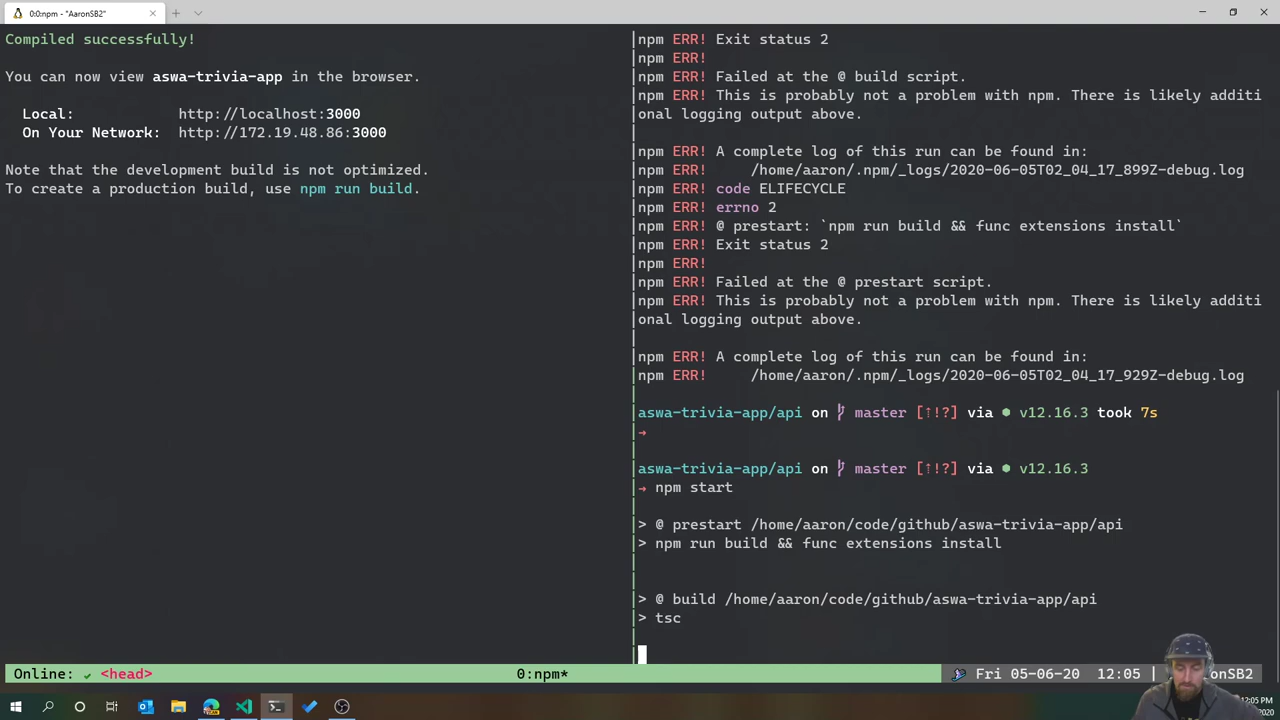 0:0:npm - "AaronSB2"
Compiled successfully!
You can now view aswa-trivia-app in the browser.
Local: http://localhost:3000
On Your Network: http://172.19.48.86:3000
Note that the development build is not optimized.
To create a production build, use npm run build.
npm ERR! Exit status 2
npm ERR!
npm ERR! Failed at the @ build script.
npm ERR! This is probably not a problem with npm. There is likely additi
onal logging output above.
npm ERR! A complete log of this run can be found in:
npm ERR! /home/aaron/.npm/_logs/2020-06-05T02_04_17_899Z-debug.log
npm ERR! code ELIFECYCLE
npm ERR! errno 2
npm ERR! @ prestart: `npm run build && func extensions install`
npm ERR! Exit status 2
npm ERR!
npm ERR! Failed at the @ prestart script.
npm ERR! This is probably not a problem with npm. There is likely additi
onal logging output above.
npm ERR! A complete log of this run can be found in:
npm ERR! /home/aaron/.npm/_logs/2020-06-05T02_04_17_929Z-debug.log
aswa-trivia-app/api on master [⇡!?] via ⬢ v12.16.3 took 7s
→
aswa-trivia-app/api on master [⇡!?] via ⬢ v12.16.3
→ npm start
> @ prestart /home/aaron/code/github/aswa-trivia-app/api
> npm run build && func extensions install
> @ build /home/aaron/code/github/aswa-trivia-app/api
> tsc
Online: ✔ <head> 0:npm* Fri 05-06-20 12:05 | onSB2
:05 PM
2020